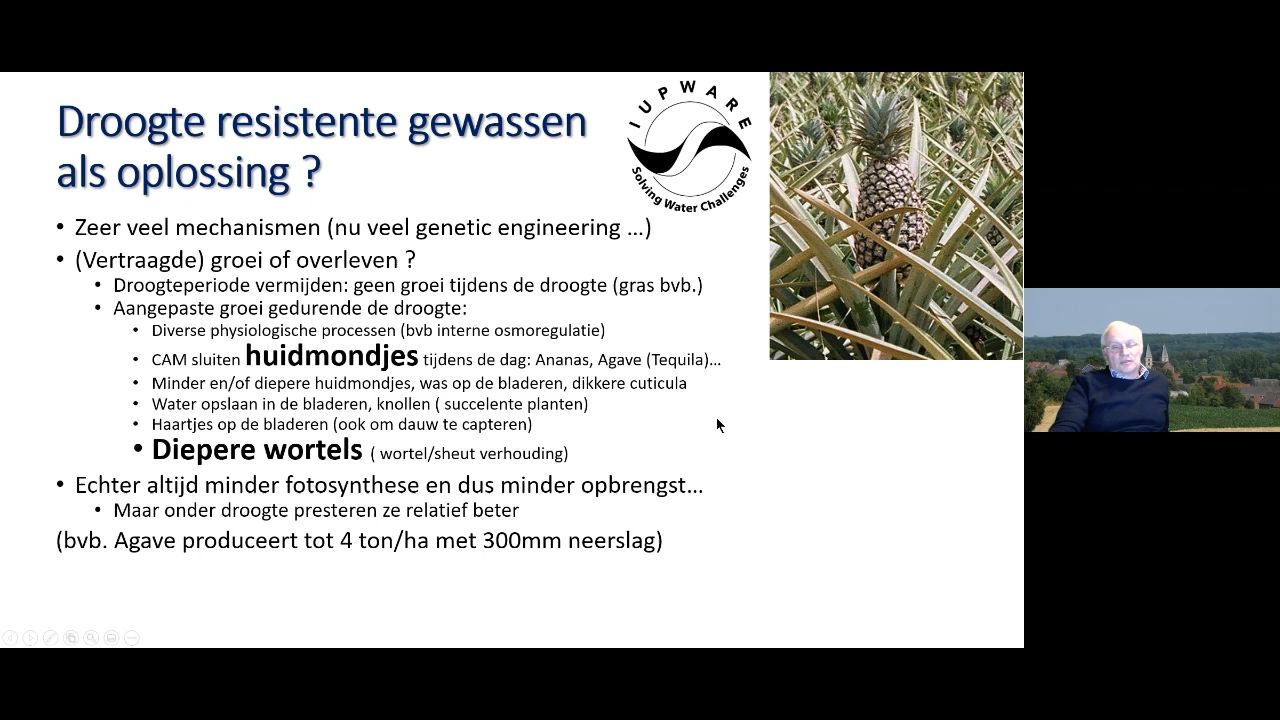 Droogte resistente gewassen
als oplossing ?
IUPWARE
Solving Water Challenges
• Zeer veel mechanismen (nu veel genetic engineering …)
• (Vertraagde) groei of overleven ?
• Droogteperiode vermijden: geen groei tijdens de droogte (gras bvb.)
• Aangepaste groei gedurende de droogte:
• Diverse physiologische processen (bvb interne osmoregulatie)
• CAM sluiten huidmondjes tijdens de dag: Ananas, Agave (Tequila)…
• Minder en/of diepere huidmondjes, was op de bladeren, dikkere cuticula
• Water opslaan in de bladeren, knollen ( succelente planten)
• Haartjes op de bladeren (ook om dauw te capteren)
• Diepere wortels ( wortel/sheut verhouding)
• Echter altijd minder fotosynthese en dus minder opbrengst…
• Maar onder droogte presteren ze relatief beter
(bvb. Agave produceert tot 4 ton/ha met 300mm neerslag)